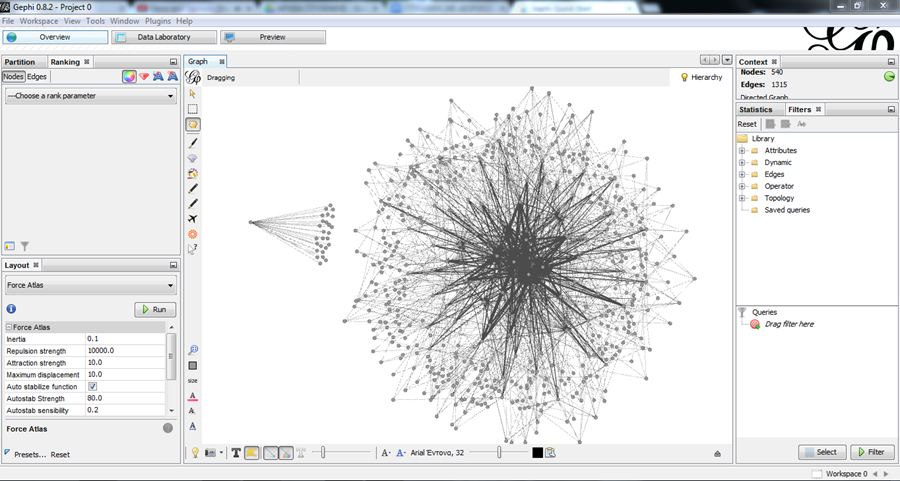 Gephi 0.8.2 - Project 0
File Workspace View Tools Window Plugins Help
Overview
Data Laboratory
Preview
Partition Ranking
Nodes Edges
---Choose a rank parameter
Layout
Force Atlas
Run
Force Atlas
Inertia 0.1
Repulsion strength 10000.0
Attraction strength 10.0
Maximum displacement 10.0
Auto stabilize function
Autostab Strength 80.0
Autostab sensibility 0.2
Force Atlas
Presets... Reset
Graph
Dragging
Hierarchy
size
A
A
A
T
A- A- Arial Έντονα, 32
Context
Nodes: 540
Edges: 1315
Directed Graph
Statistics Filters
Reset
Library
Attributes
Dynamic
Edges
Operator
Topology
Saved queries
Queries
Drag filter here
Select
Filter
Workspace 0